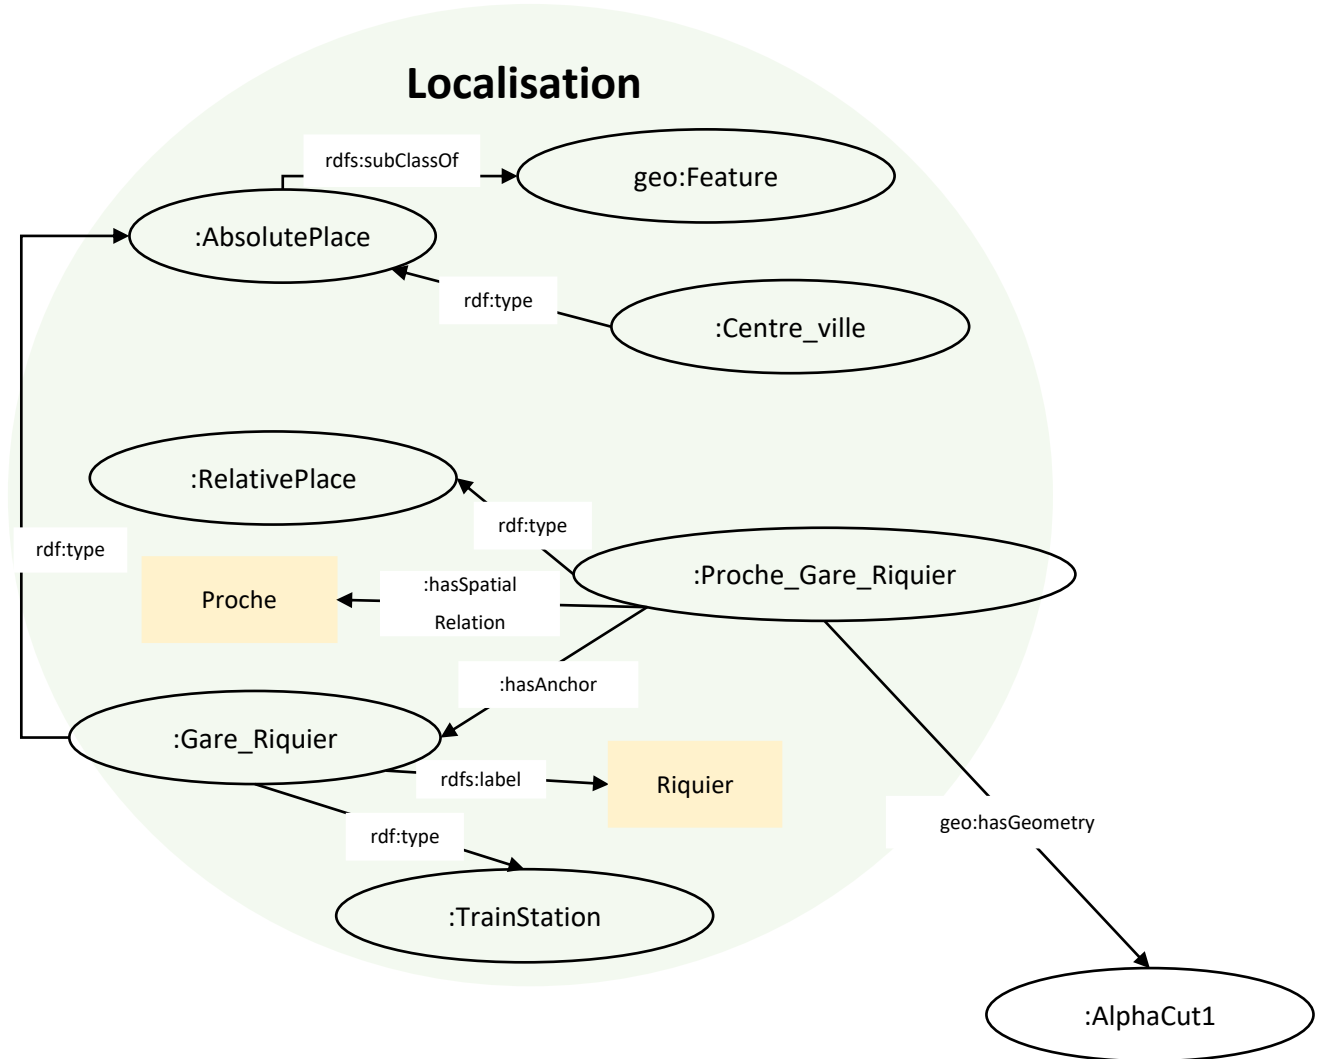 Localisation
rdfs:subClassOf
geo:Feature
:AbsolutePlace
rdf:type
:Centre_ville
:RelativePlace
rdf:type
rdf:type
:Proche_Gare_Riquier
:hasSpatial
Relation
Proche
:hasAnchor
:Gare_Riquier
rdfs:label
Riquier
rdf:type
geo:hasGeometry
:TrainStation
:AlphaCut1